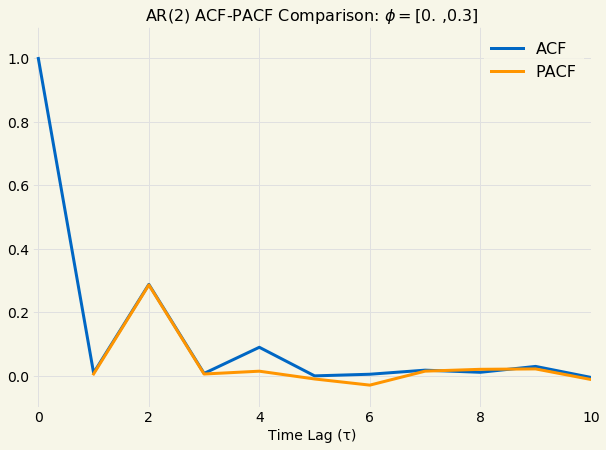 AR(2) ACF-PACF Comparison: ϕ = [0. ,0.3]
ACF
PACF
1.0
0.8
0.6
0.4
0.2
0.0
0 2 4 6 8 10
Time Lag (τ)